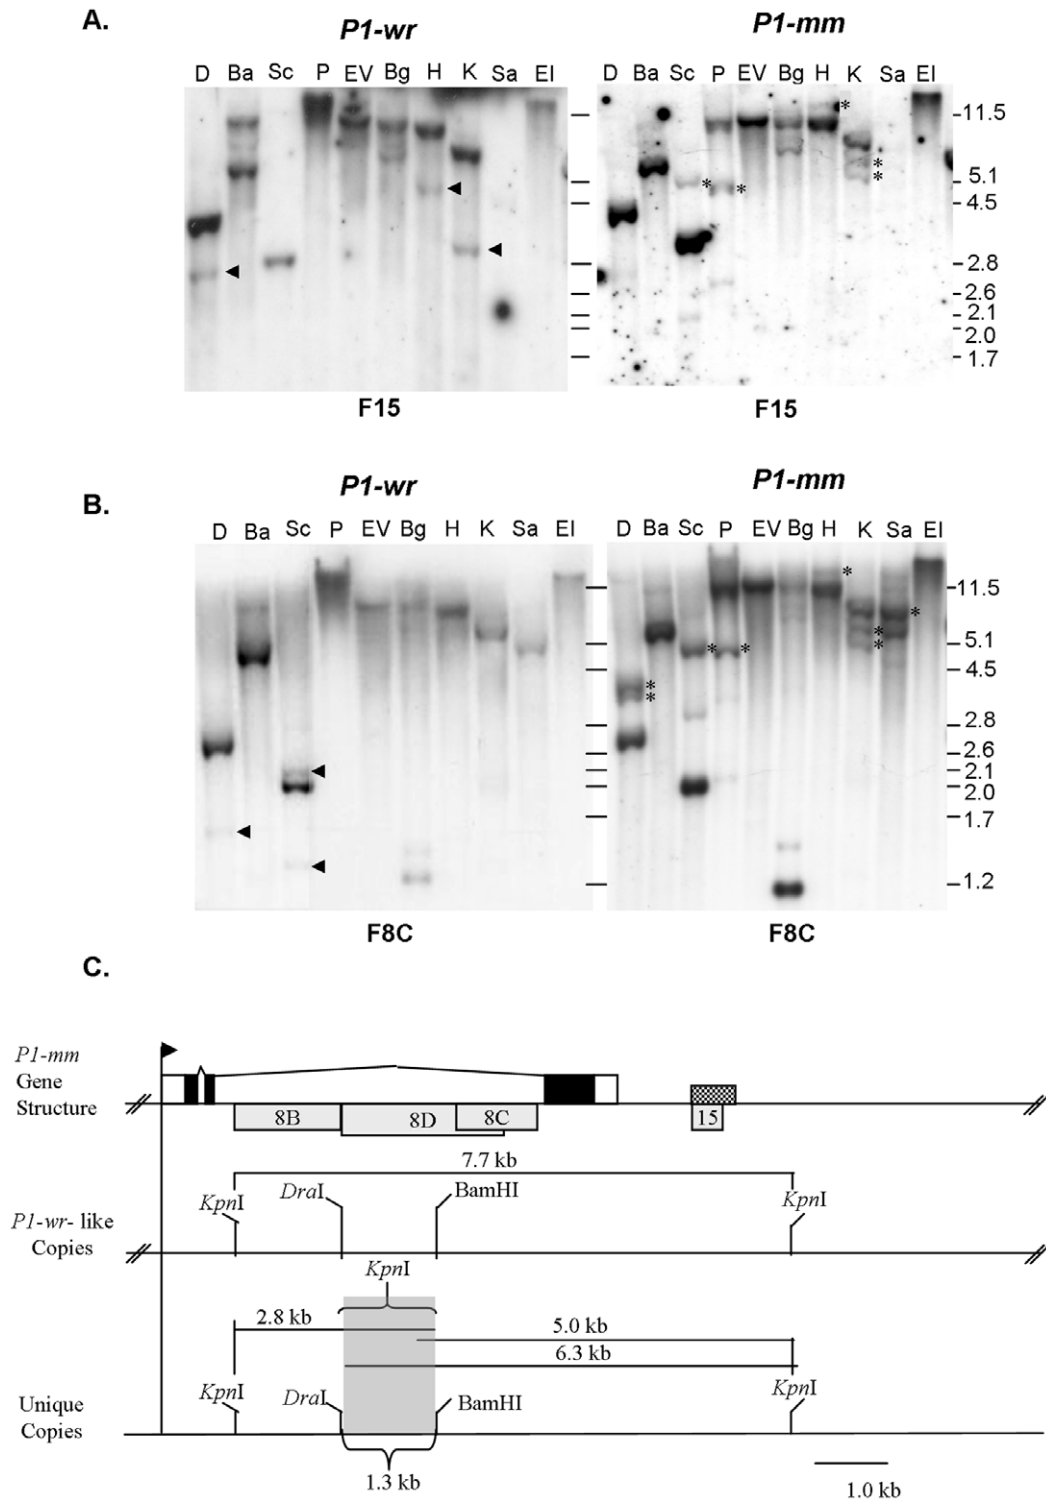 A.
P1-wr
P1-mm
D Ba Sc P EV Bg H K Sa EI
D Ba Sc P EV Bg H K Sa EI
*
* *
*
*
11.5
5.1
4.5
2.8
2.6
2.1
2.0
1.7
F15
F15
B.
P1-wr
P1-mm
D Ba Sc P EV Bg H K Sa EI
D Ba Sc P EV Bg H K Sa EI
*
*
* *
*
*
*
*
11.5
5.1
4.5
2.8
2.6
2.1
2.0
1.7
1.2
F8C
F8C
C.
P1-mm
Gene
Structure
8B
8D
8C
15
7.7 kb
P1-wr- like
Copies
KpnI
DraI
BamHI
KpnI
KpnI
2.8 kb
5.0 kb
6.3 kb
Unique
Copies
KpnI
DraI
BamHI
KpnI
1.3 kb
1.0 kb